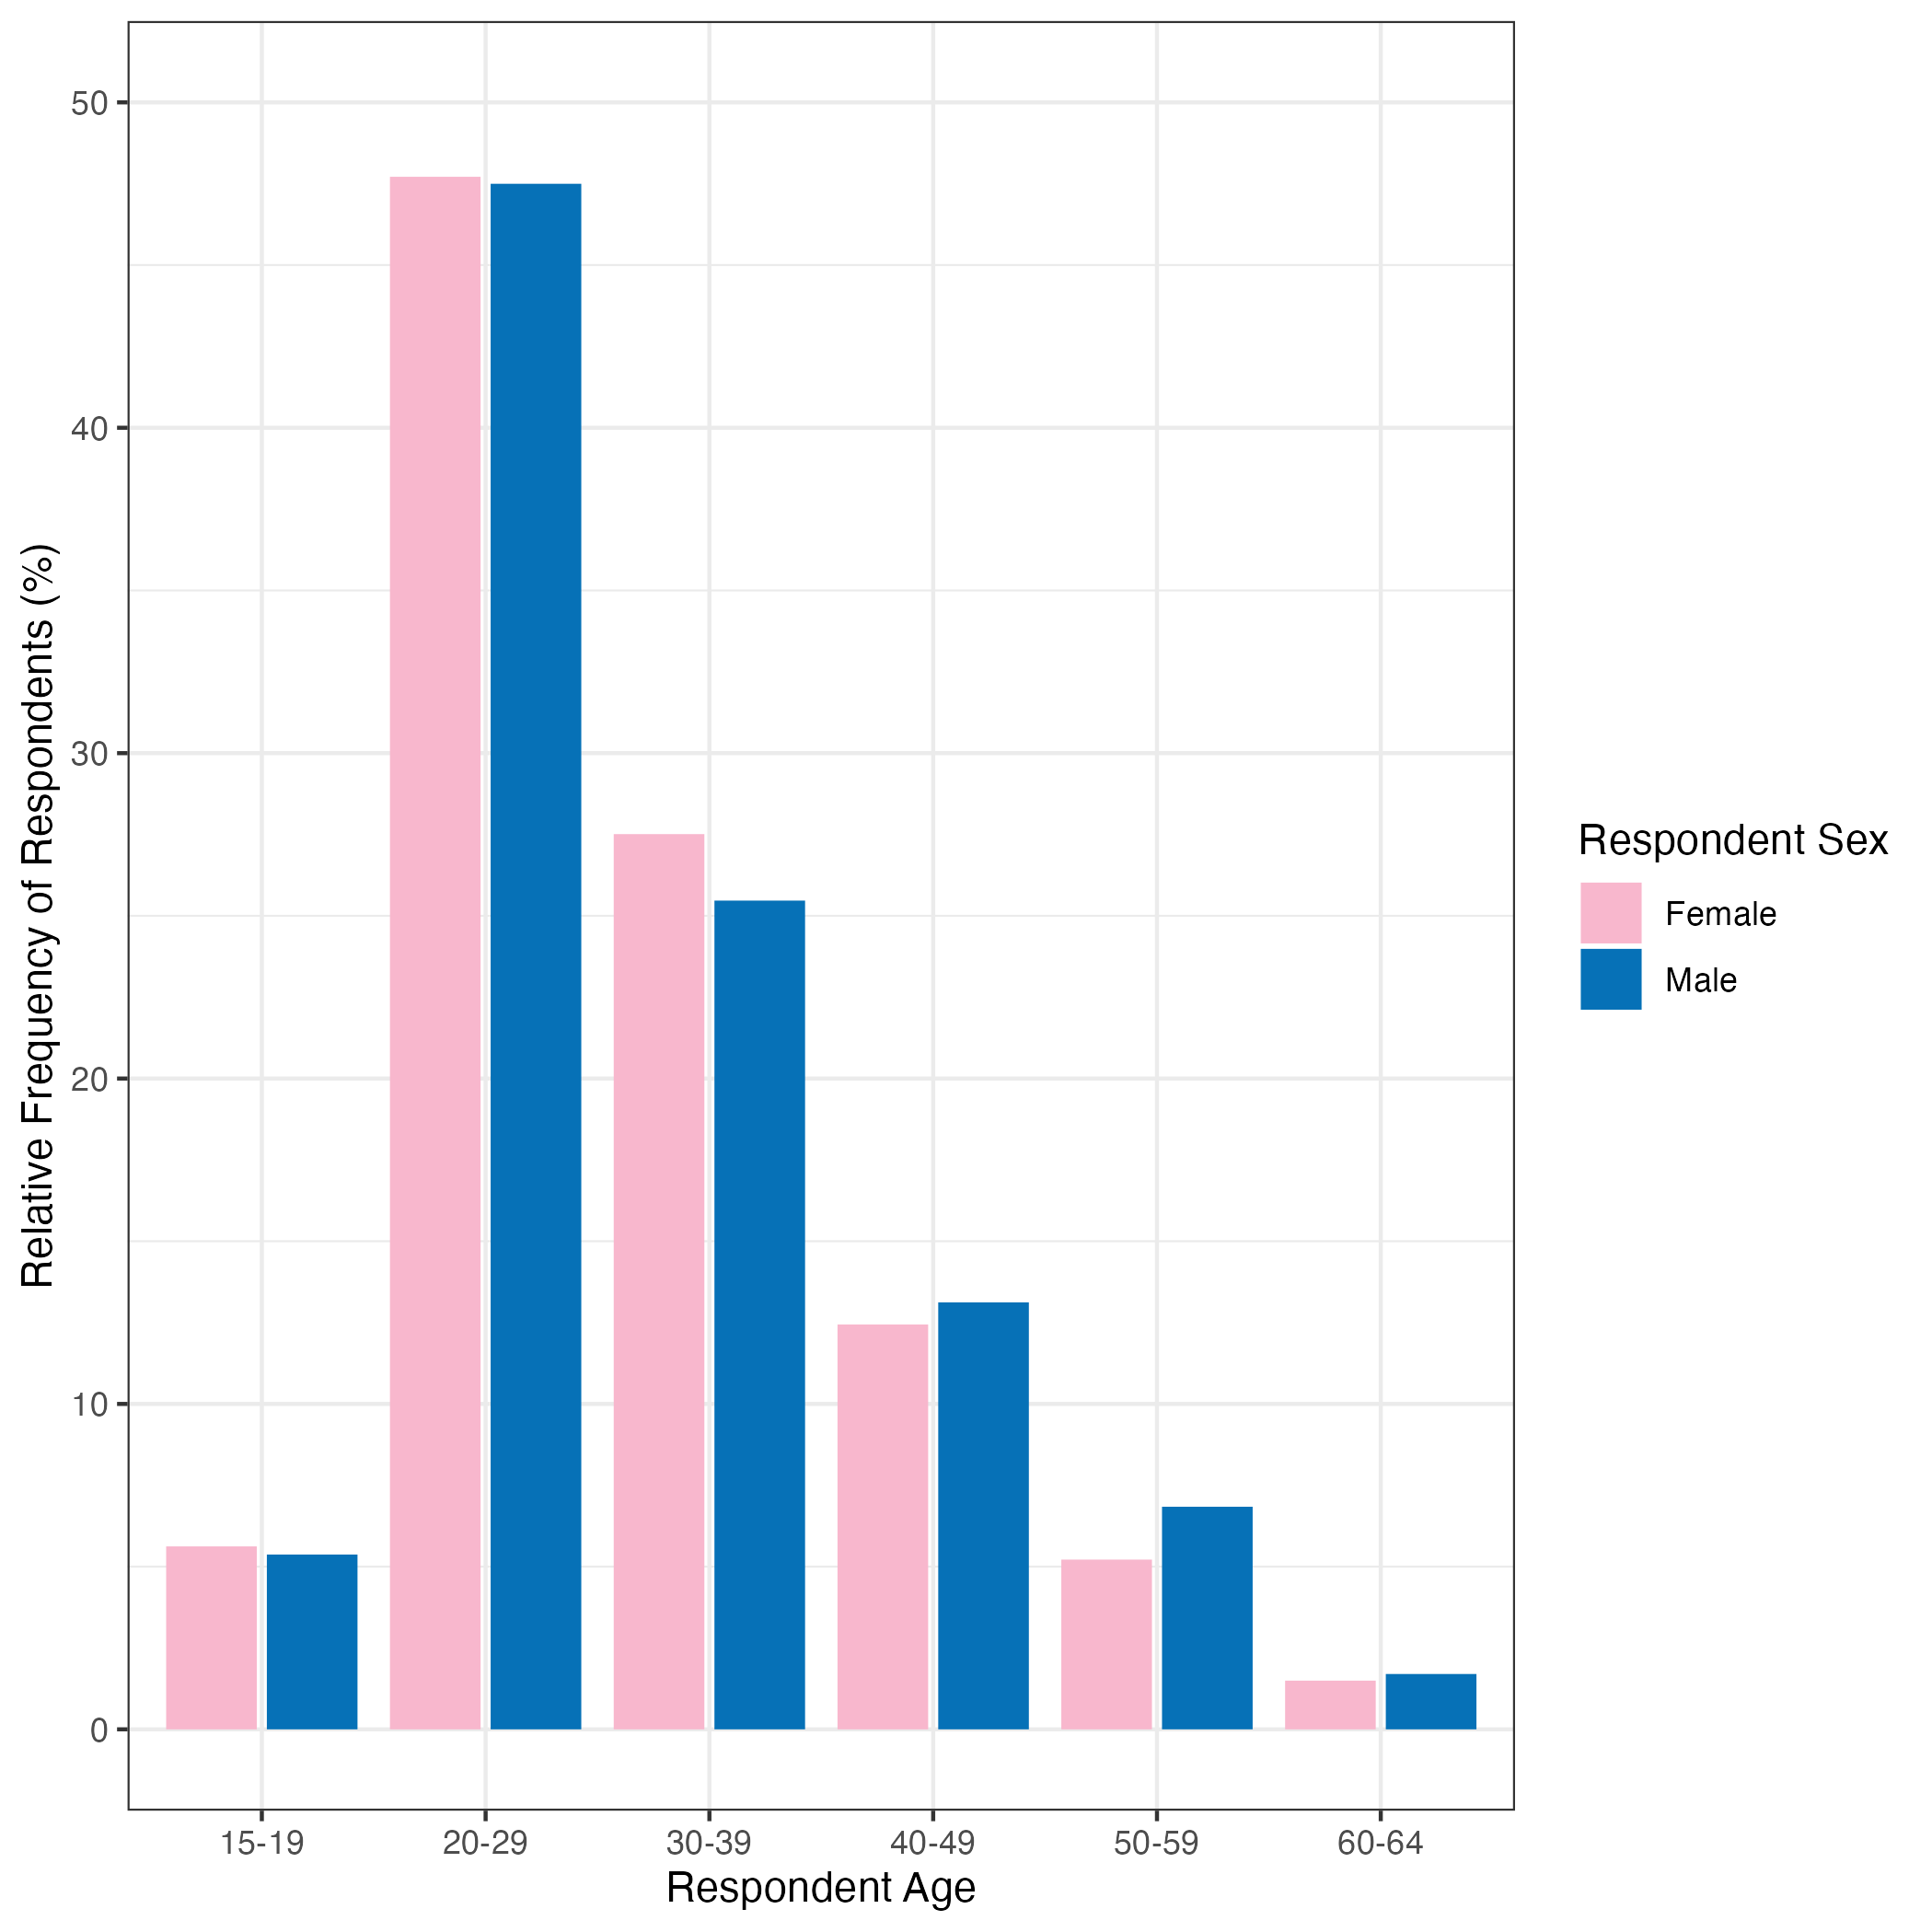 Relative Frequency of Respondents (%)
50
40
30
20
10
0
15-19
20-29
30-39
40-49
50-59
60-64
Respondent Age
Respondent Sex
Female
Male